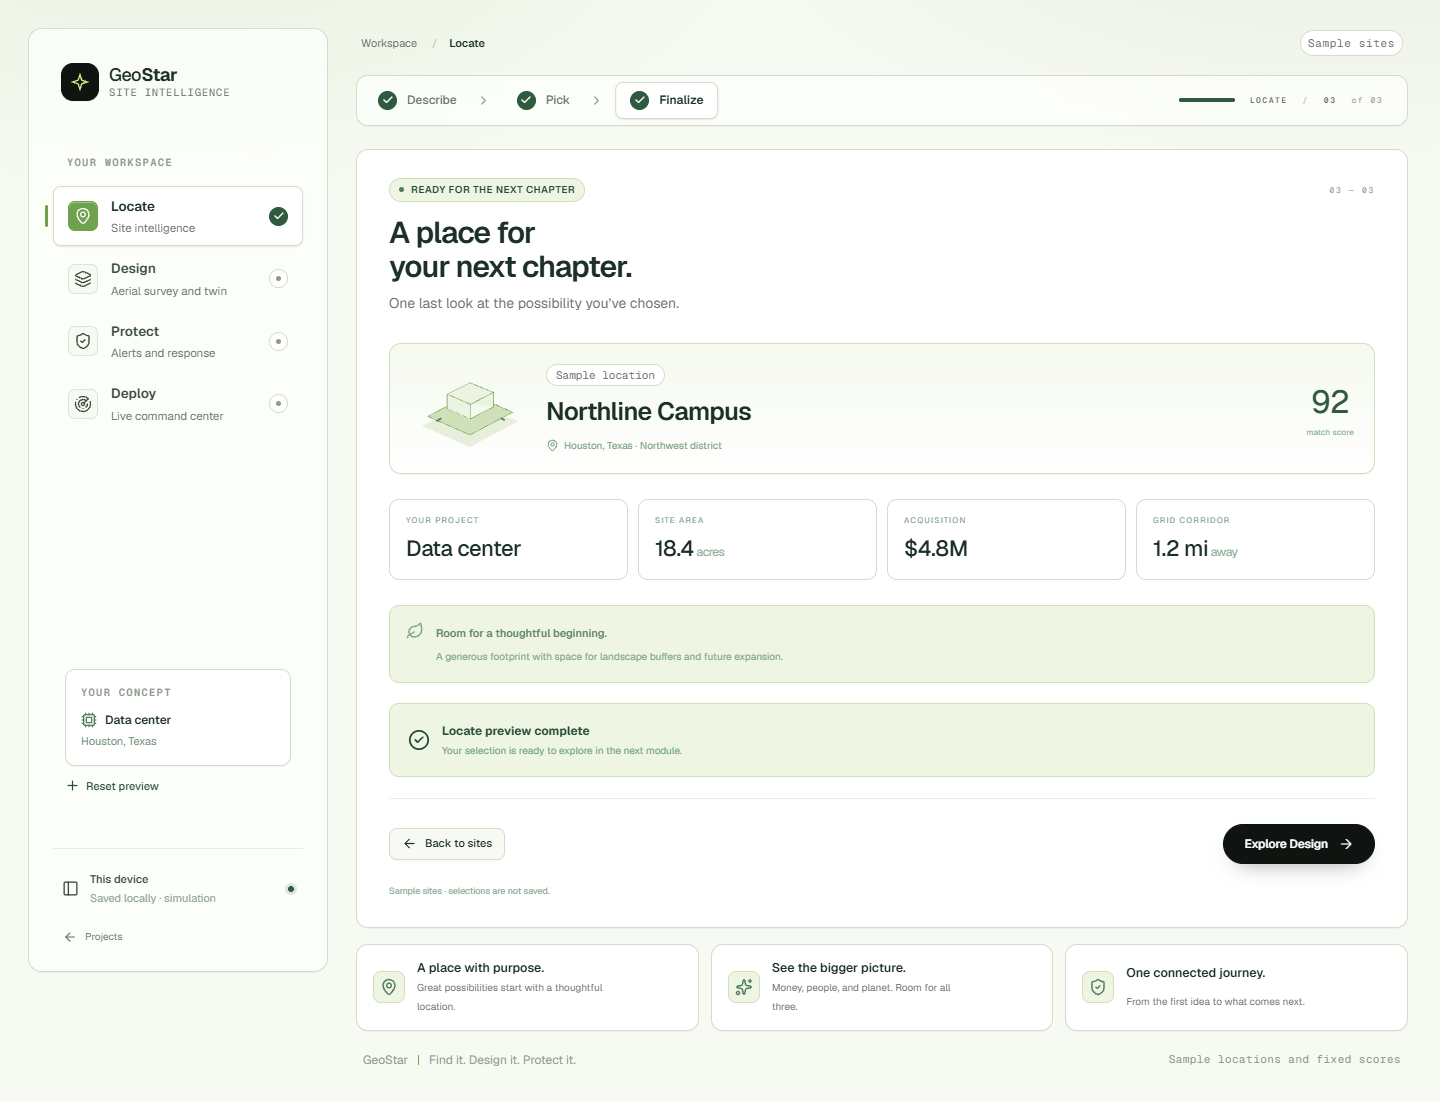 GeoStar
SITE INTELLIGENCE
YOUR WORKSPACE
Locate
Site intelligence
Design
Aerial survey and twin
Protect
Alerts and response
Deploy
Live command center
YOUR CONCEPT
Data center
Houston, Texas
Reset preview
This device
Saved locally · simulation
Projects
Workspace / Locate
Sample sites
Describe
Pick
Finalize
LOCATE / 03 of 03
READY FOR THE NEXT CHAPTER
03 — 03
A place for
your next chapter.
One last look at the possibility you've chosen.
Sample location
Northline Campus
Houston, Texas · Northwest district
92
match score
YOUR PROJECT
Data center
SITE AREA
18.4 acres
ACQUISITION
$4.8M
GRID CORRIDOR
1.2 mi away
Room for a thoughtful beginning.
A generous footprint with space for landscape buffers and future expansion.
Locate preview complete
Your selection is ready to explore in the next module.
Back to sites
Explore Design
Sample sites · selections are not saved.
A place with purpose.
Great possibilities start with a thoughtful
location.
See the bigger picture.
Money, people, and planet. Room for all
three.
One connected journey.
From the first idea to what comes next.
GeoStar | Find it. Design it. Protect it.
Sample locations and fixed scores